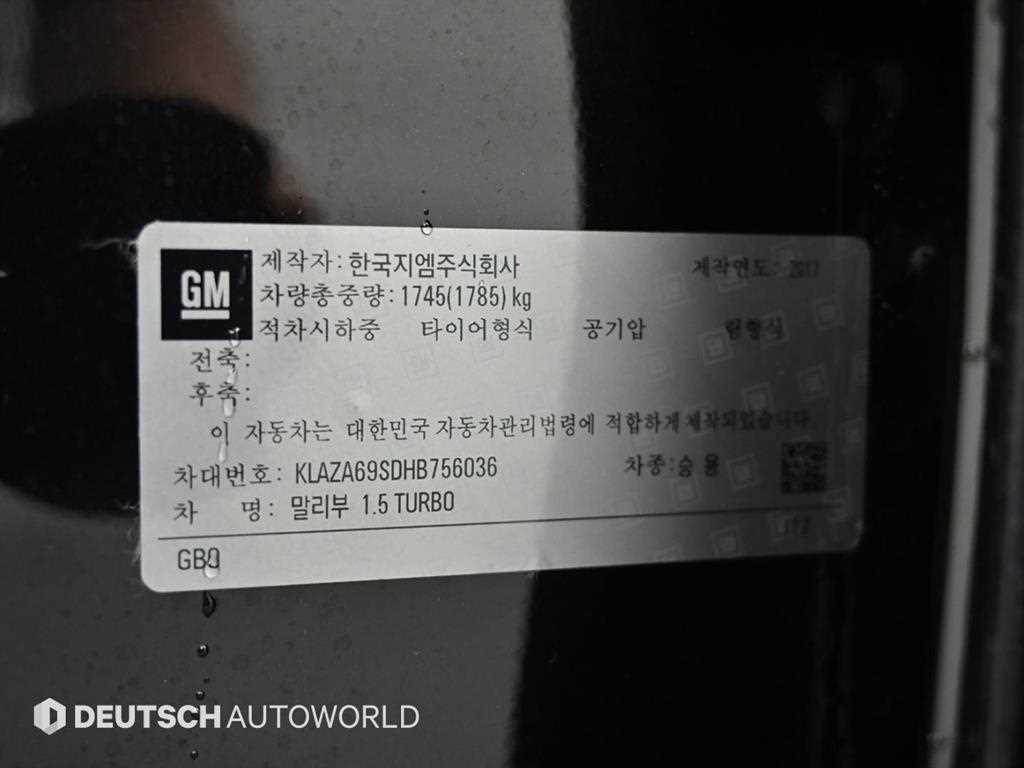 GM
제작자: 한국지엠주식회사 제작연도: 2017
차량총중량: 1745(1785) kg
적차시하중 타이어형식 공기압 림형식
전축:
후축:
이 자동차는 대한민국 자동차관리법령에 적합하게 제작되었습니다
차대번호: KLAZA69SDHB756036 차종: 승용
차 명: 말리부 1.5 TURBO
GB0
DEUTSCH AUTOWORLD